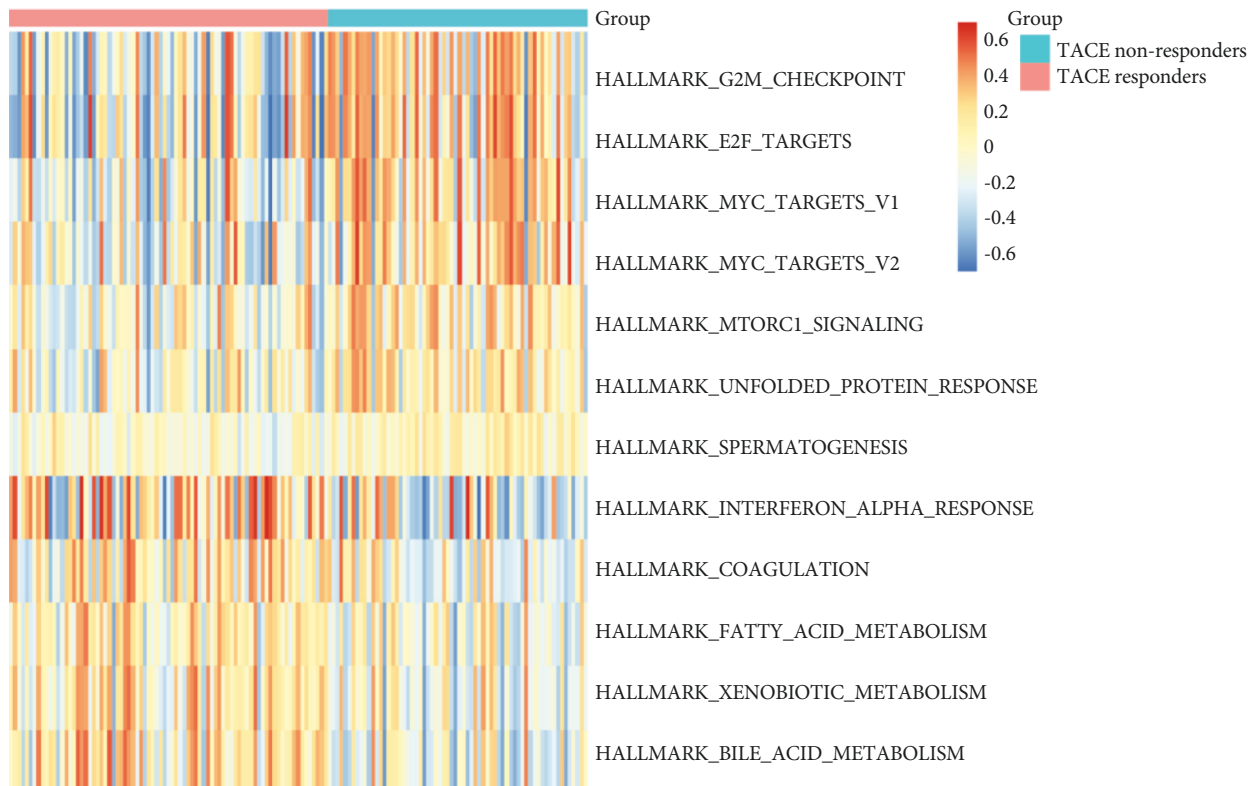 Group
HALLMARK_G2M_CHECKPOINT
HALLMARK_E2F_TARGETS
HALLMARK_MYC_TARGETS_V1
HALLMARK_MYC_TARGETS_V2
HALLMARK_MTORC1_SIGNALING
HALLMARK_UNFOLDED_PROTEIN_RESPONSE
HALLMARK_SPERMATOGENESIS
HALLMARK_INTERFERON_ALPHA_RESPONSE
HALLMARK_COAGULATION
HALLMARK_FATTY_ACID_METABOLISM
HALLMARK_XENOBIOTIC_METABOLISM
HALLMARK_BILE_ACID_METABOLISM
0.6
0.4
0.2
0
-0.2
-0.4
-0.6
Group
TACE non-responders
TACE responders